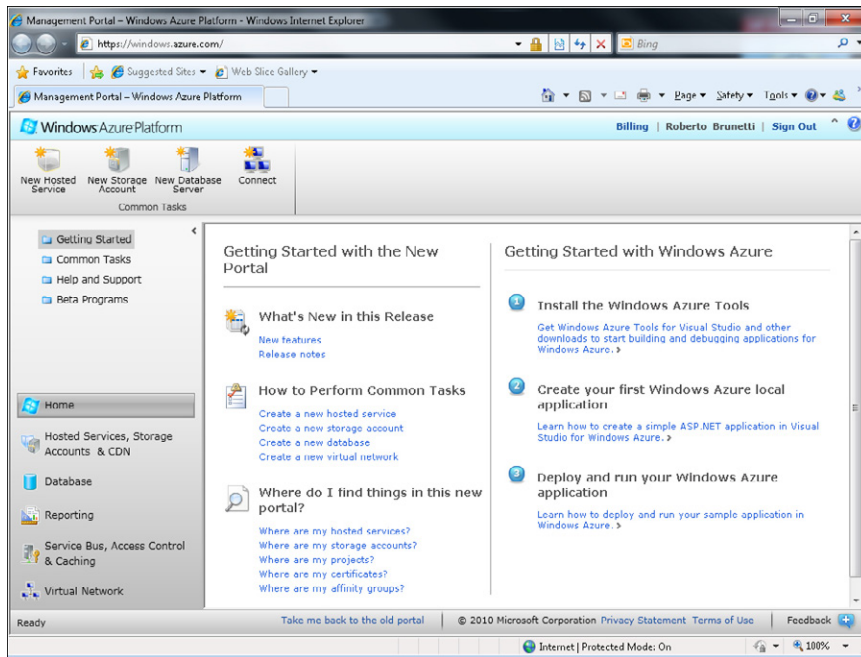 Management Portal – Windows Azure Platform - Windows Internet Explorer
https://windows.azure.com/
Bing
Favorites
Suggested Sites
Web Slice Gallery
Management Portal – Windows Azure Platform
Page
Safety
Tools
Windows Azure Platform
Billing | Roberto Brunetti | Sign Out
New Hosted Service
New Storage Account
New Database Server
Connect
Common Tasks
Getting Started
Common Tasks
Help and Support
Beta Programs
Home
Hosted Services, Storage
Accounts & CDN
Database
Reporting
Service Bus, Access Control
& Caching
Virtual Network
Getting Started with the New
Portal
What's New in this Release
New features
Release notes
How to Perform Common Tasks
Create a new hosted service
Create a new storage account
Create a new database
Create a new virtual network
Where do I find things in this new
portal?
Where are my hosted services?
Where are my storage accounts?
Where are my projects?
Where are my certificates?
Where are my affinity groups?
Getting Started with Windows Azure
1
Install the Windows Azure Tools
Get Windows Azure Tools for Visual Studio and other
downloads to start building and debugging applications for
Windows Azure.
2
Create your first Windows Azure local
application
Learn how to create a simple ASP.NET application in Visual
Studio for Windows Azure.
3
Deploy and run your Windows Azure
application
Learn how to deploy and run your sample application in
Windows Azure.
Ready
Take me back to the old portal
© 2010 Microsoft Corporation Privacy Statement Terms of Use
Feedback
Internet | Protected Mode: On
100%